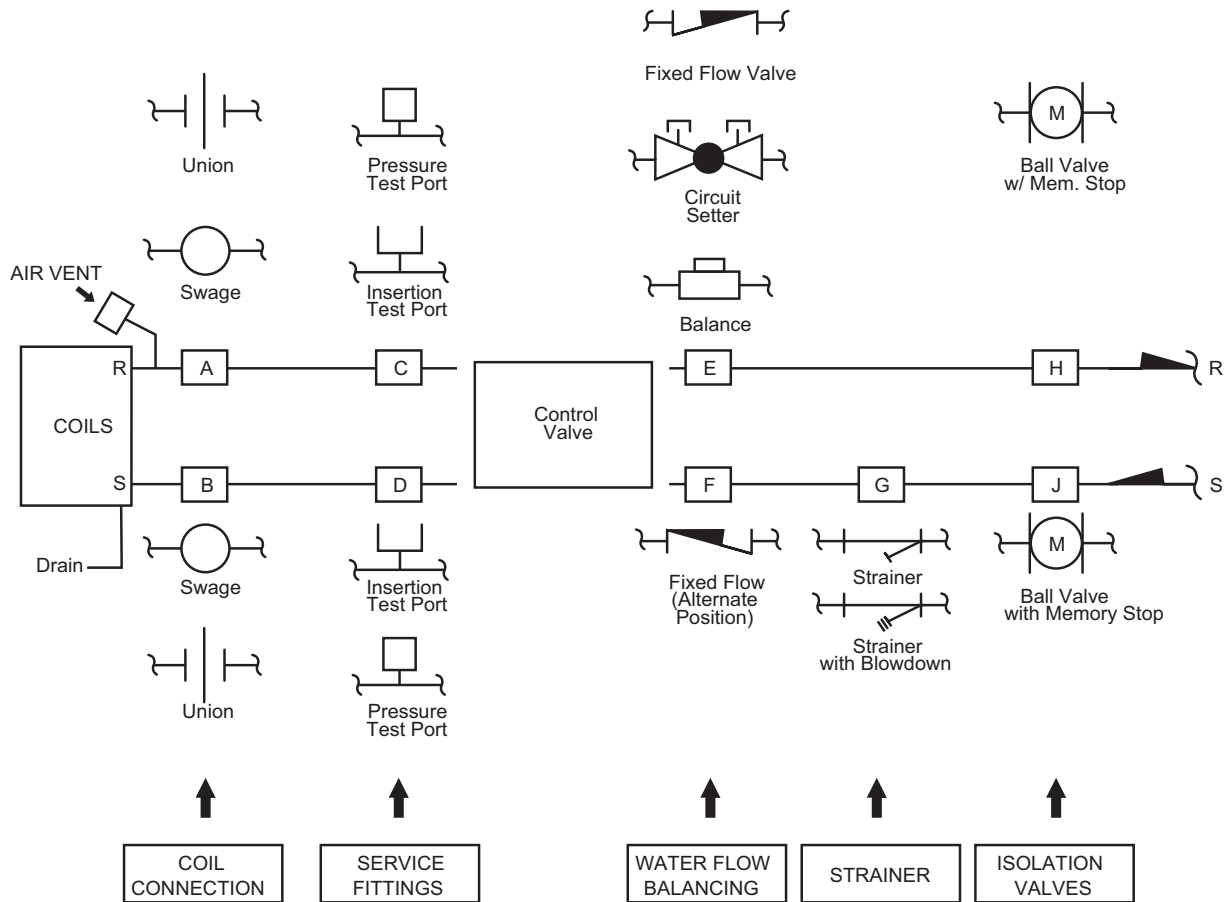 Fixed Flow Valve
Union
Pressure
Test Port
M
Ball Valve
w/ Mem. Stop
Circuit
Setter
AIR VENT
Swage
Insertion
Test Port
Balance
R
A
C
E
H
R
COILS
Control
Valve
S
B
D
F
G
J
S
Drain
Swage
Insertion
Test Port
Fixed Flow
(Alternate
Position)
Strainer
M
Ball Valve
with Memory Stop
Strainer
with Blowdown
Union
Pressure
Test Port
COIL
CONNECTION
SERVICE
FITTINGS
WATER FLOW
BALANCING
STRAINER
ISOLATION
VALVES